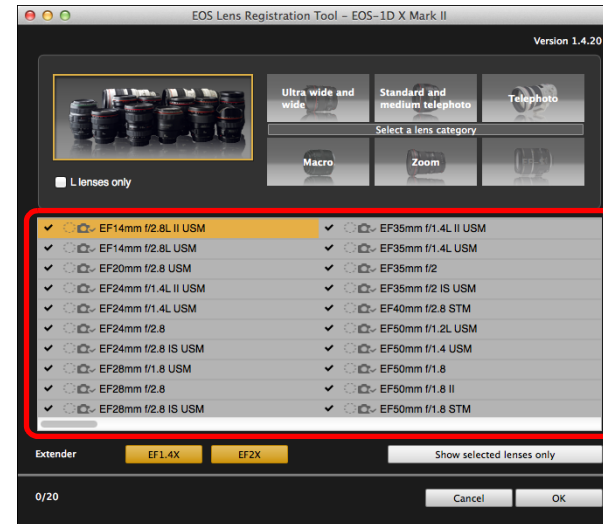 EOS Lens Registration Tool – EOS-1D X Mark II
Version 1.4.20
Ultra wide and
wide
Standard and
medium telephoto
Telephoto
Select a lens category
Macro
Zoom
L lenses only
EF14mm f/2.8L II USM
EF14mm f/2.8L USM
EF20mm f/2.8 USM
EF24mm f/1.4L II USM
EF24mm f/1.4L USM
EF24mm f/2.8
EF24mm f/2.8 IS USM
EF28mm f/1.8 USM
EF28mm f/2.8
EF28mm f/2.8 IS USM
EF35mm f/1.4L II USM
EF35mm f/1.4L USM
EF35mm f/2
EF35mm f/2 IS USM
EF40mm f/2.8 STM
EF50mm f/1.2L USM
EF50mm f/1.4 USM
EF50mm f/1.8
EF50mm f/1.8 II
EF50mm f/1.8 STM
Extender
EF1.4X
EF2X
Show selected lenses only
0/20
Cancel
OK